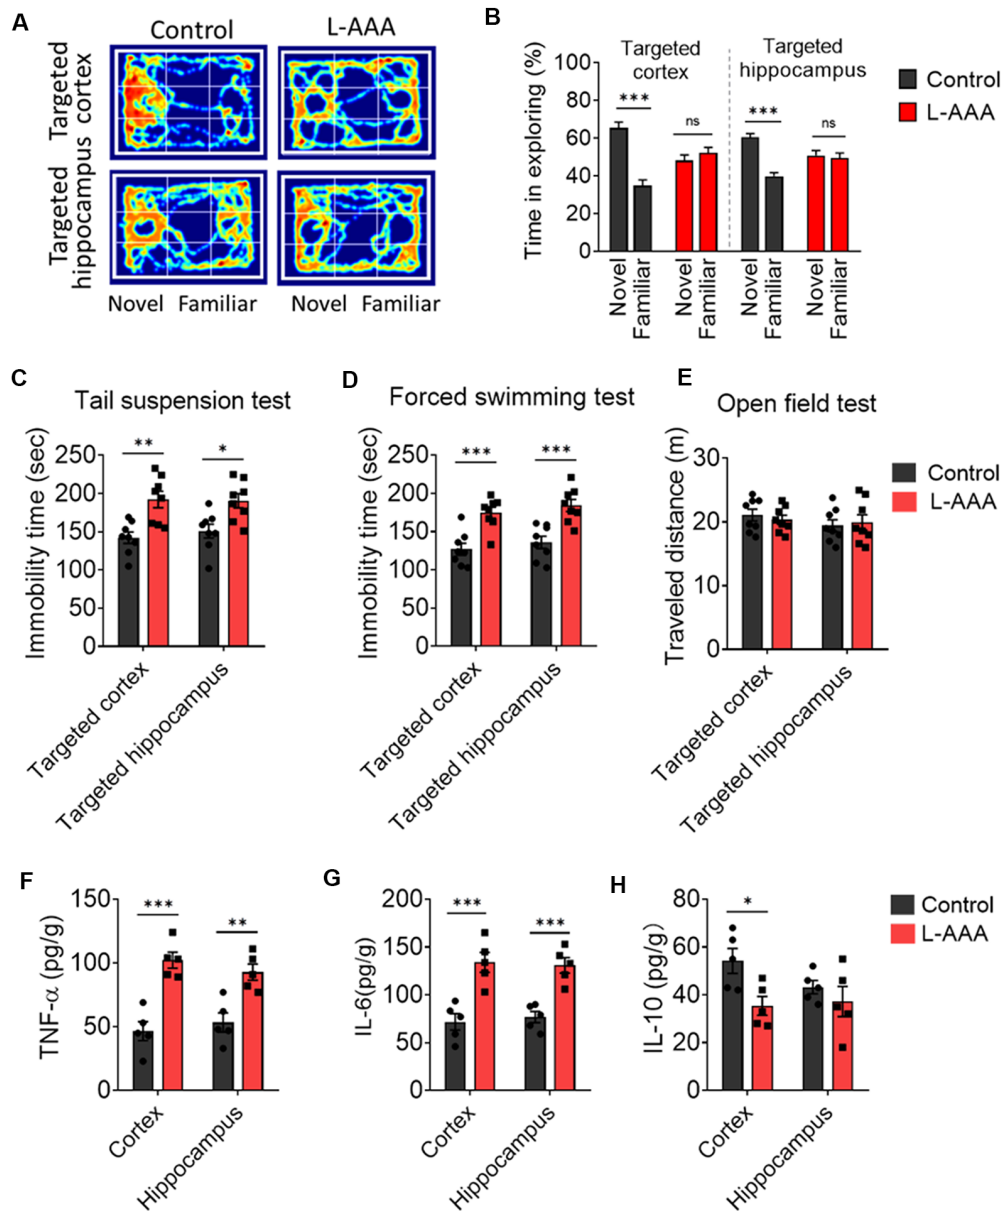 A
Control
L-AAA
Targeted
cortex
Targeted
hippocampus
Novel
Familiar
Novel
Familiar
B
Targeted
cortex
Targeted
hippocampus
Time in exploring (%)
100
80
60
40
20
0
***
ns
***
ns
Novel
Familiar
Novel
Familiar
Novel
Familiar
Novel
Familiar
Control
L-AAA
C
Tail suspension test
Immobility time (sec)
250
200
150
100
50
0
**
*
Targeted cortex
Targeted hippocampus
D
Forced swimming test
Immobility time (sec)
250
200
150
100
50
0
***
***
Targeted cortex
Targeted hippocampus
E
Open field test
Traveled distance (m)
30
20
10
0
Targeted cortex
Targeted hippocampus
Control
L-AAA
F
TNF-α (pg/g)
150
100
50
0
***
**
Cortex
Hippocampus
G
IL-6(pg/g)
200
150
100
50
0
***
***
Cortex
Hippocampus
H
IL-10 (pg/g)
80
60
40
20
0
*
Cortex
Hippocampus
Control
L-AAA